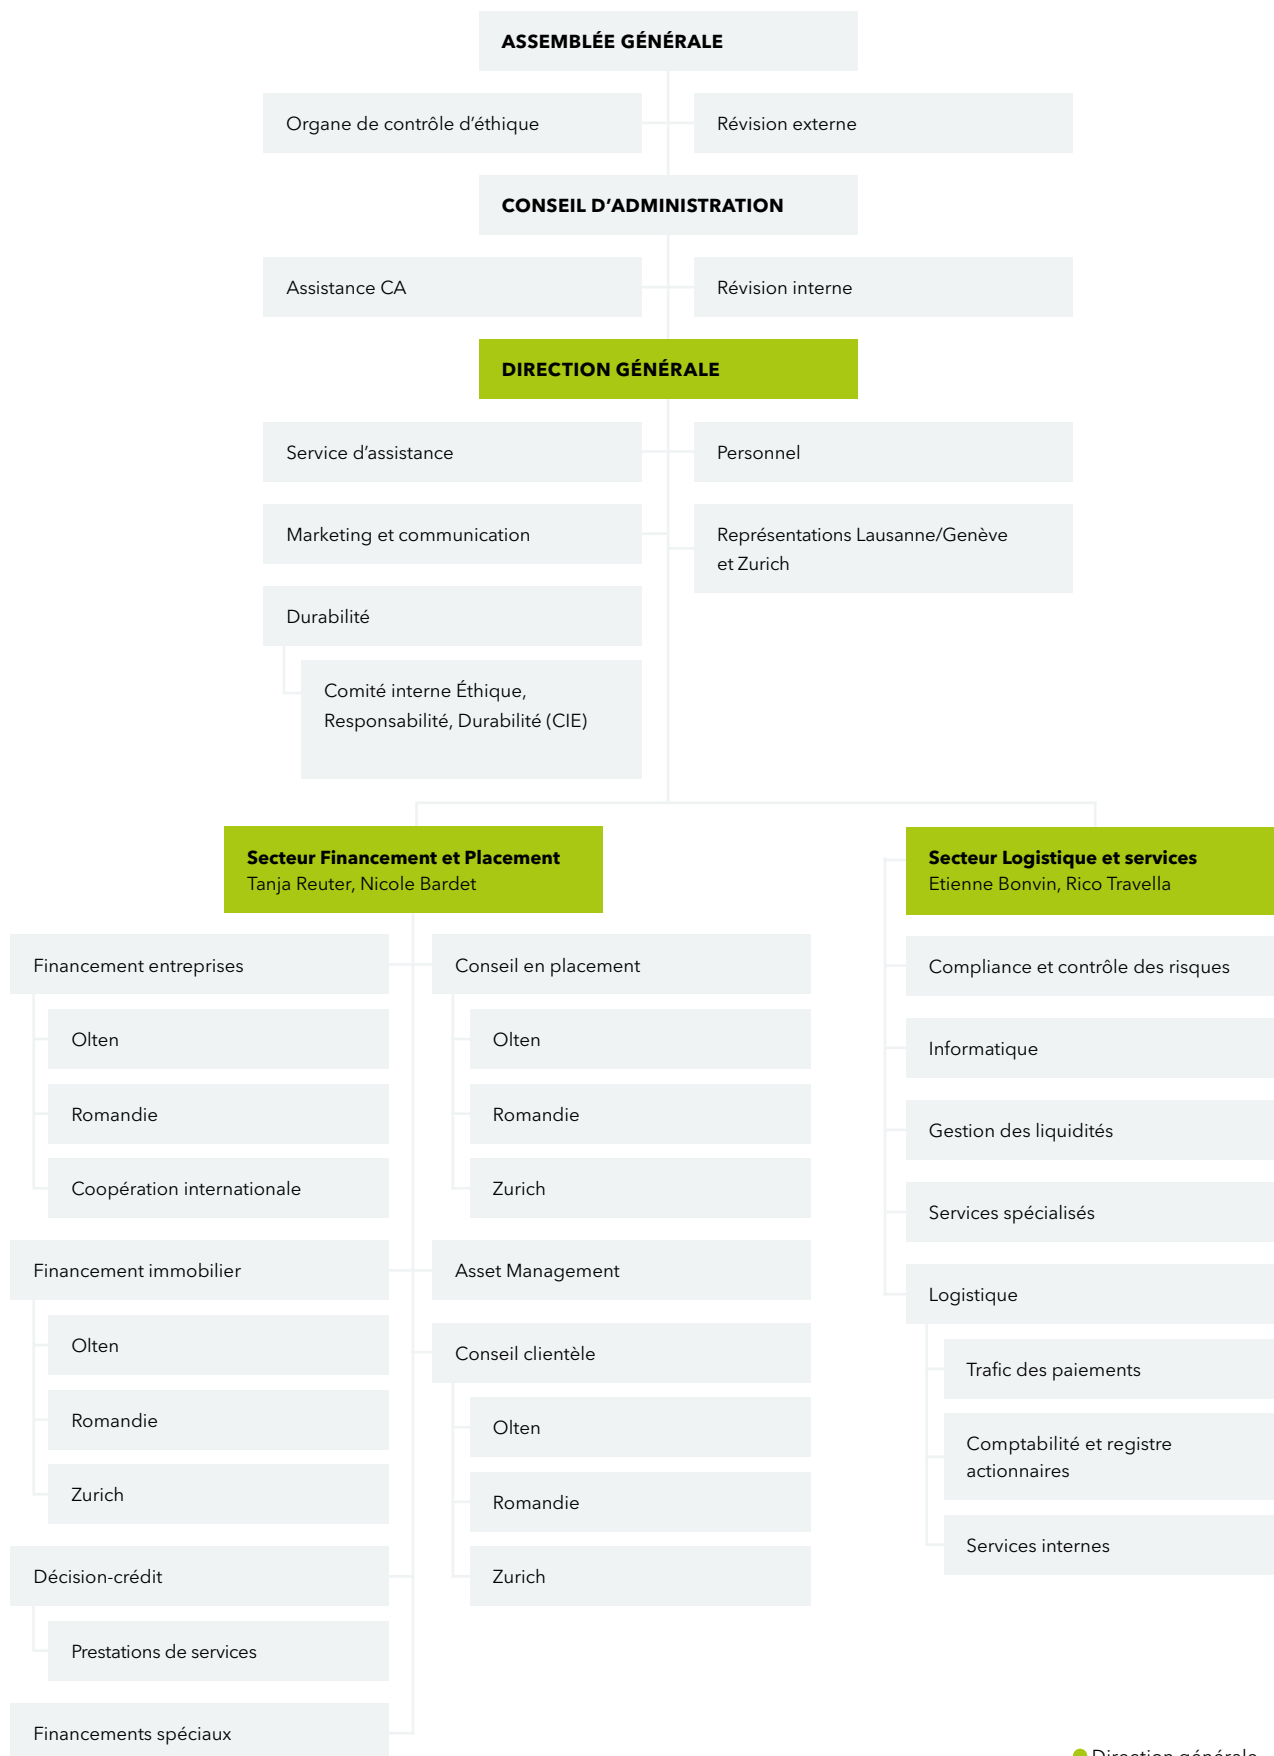 ASSEMBLÉE GÉNÉRALE
Organe de contrôle d’éthique
Révision externe
CONSEIL D’ADMINISTRATION
Assistance CA
Révision interne
DIRECTION GÉNÉRALE
Service d’assistance
Personnel
Marketing et communication
Représentations Lausanne/Genève
et Zurich
Durabilité
Comité interne Éthique,
Responsabilité, Durabilité (CIE)
Secteur Financement et Placement
Tanja Reuter, Nicole Bardet
Financement entreprises
Olten
Romandie
Coopération internationale
Financement immobilier
Olten
Romandie
Zurich
Décision-crédit
Prestations de services
Financements spéciaux
Conseil en placement
Olten
Romandie
Zurich
Asset Management
Conseil clientèle
Olten
Romandie
Zurich
Secteur Logistique et services
Etienne Bonvin, Rico Travella
Compliance et contrôle des risques
Informatique
Gestion des liquidités
Services spécialisés
Logistique
Trafic des paiements
Comptabilité et registre
actionnaires
Services internes
Direction générale